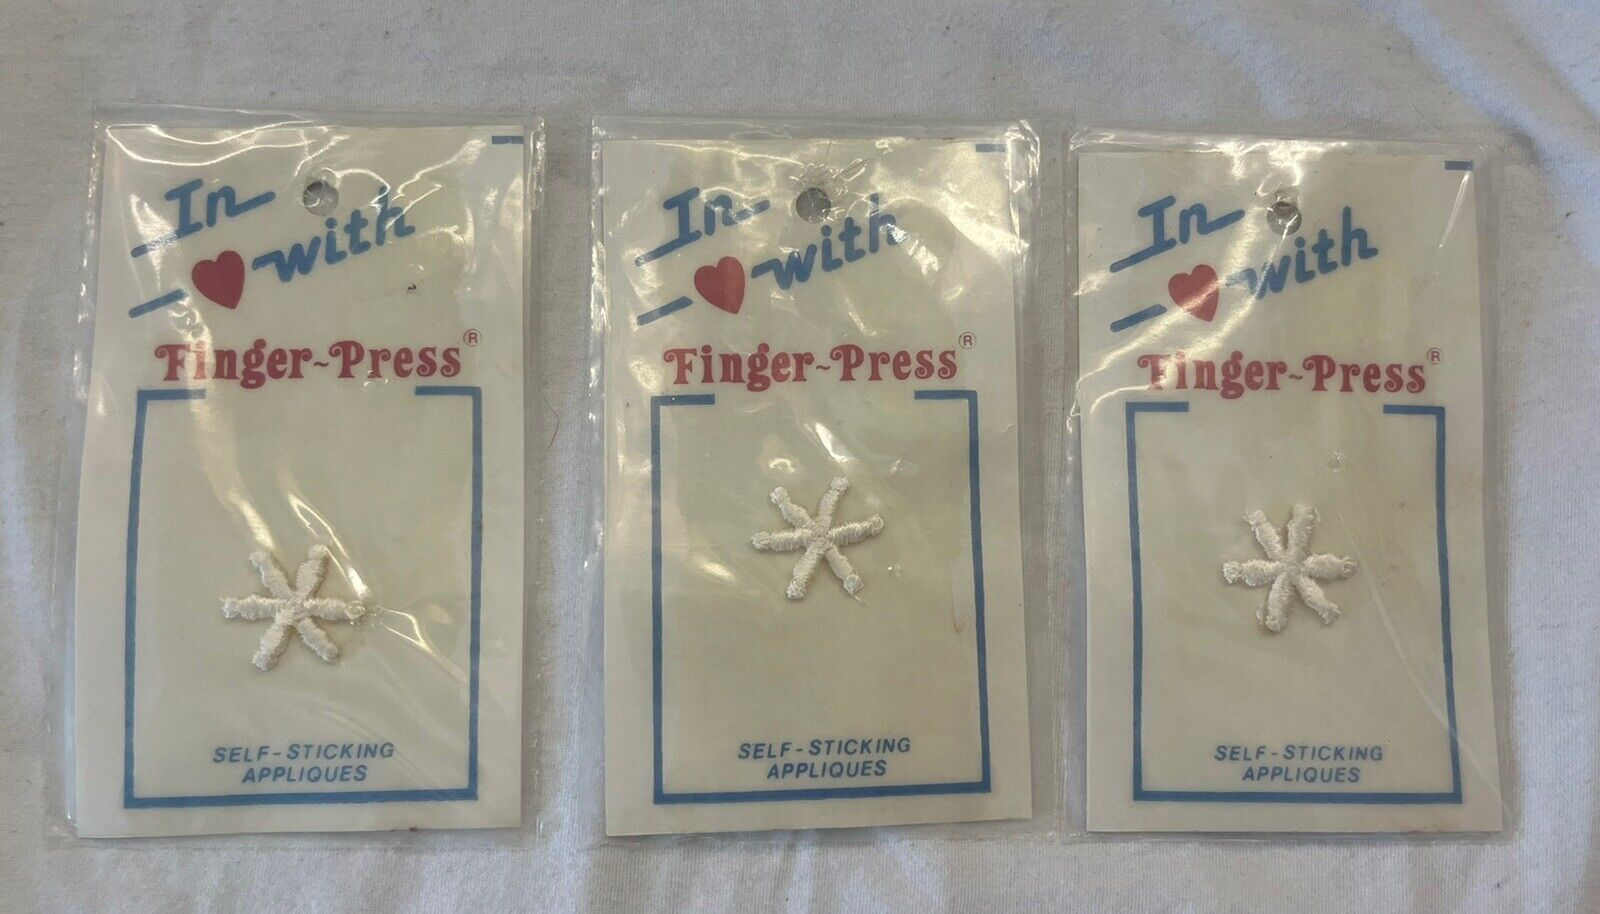 In
♥ with
Finger-Press®
SELF-STICKING
APPLIQUES
In
♥ with
Finger-Press®
SELF-STICKING
APPLIQUES
In
♥ with
Finger-Press®
SELF-STICKING
APPLIQUES